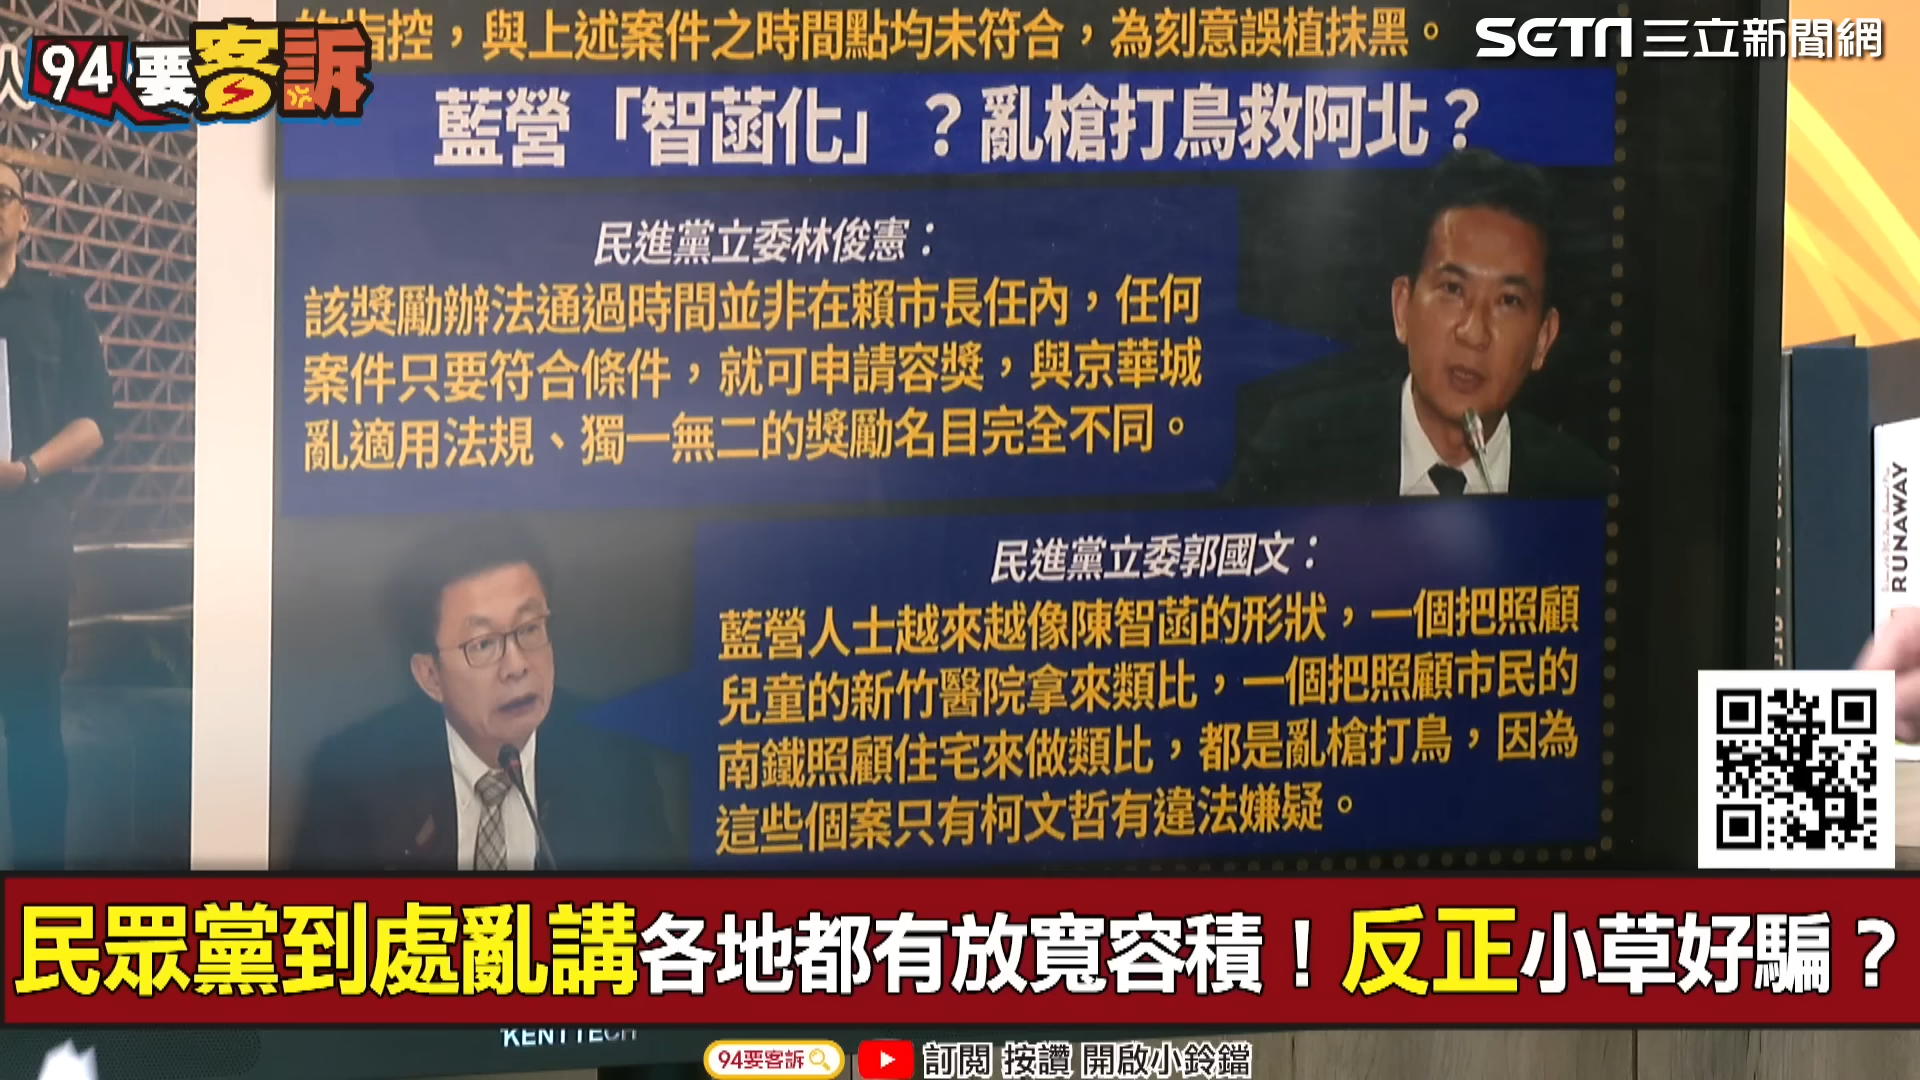 指控，與上述案件之時間點均未符合，為刻意誤植抹黑。
SETN三立新聞網
94要客訴
藍營「智菡化」？亂槍打鳥救阿北？
民進黨立委林俊憲：
該獎勵辦法通過時間並非在賴市長任內，任何
案件只要符合條件，就可申請容獎，與京華城
亂適用法規、獨一無二的獎勵名目完全不同。
民進黨立委郭國文：
藍營人士越來越像陳智菡的形狀，一個把照顧
兒童的新竹醫院拿來類比，一個把照顧市民的
南鐵照顧住宅來做類比，都是亂槍打鳥，因為
這些個案只有柯文哲有違法嫌疑。
RUNAWAY
民眾黨到處亂講各地都有放寬容積！反正小草好騙？
KENTTECH
94要客訴
訂閱 按讚 開啟小鈴鐺